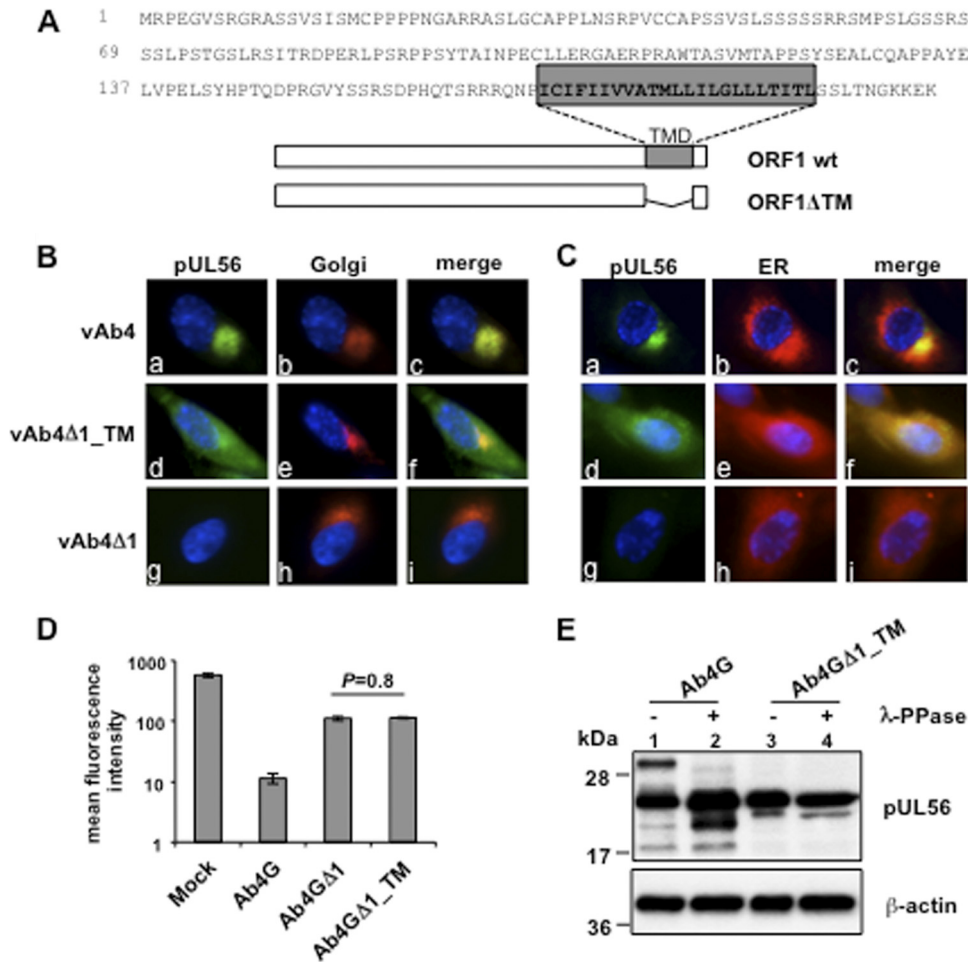 A
1 MRPEGVSRGRASSVSISMCPPPPNGARRASLGCAPPLNSRPVCCAPSSVSLSSSSSRRSMPSLGSSRS
69 SSLPSTGSLRSITRDPERLPSRPPSYTAINPECLLERGAERPRAWTASVMTAPPSYSEALCQAPPAYE
137 LVPELSYHPTQDPRGVYSSRSDPHQTSRRRQNPICIFIIVVATMLLILGLLLTITLSSLTNGKKEK
TMD
ORF1 wt
ORF1ΔTM
B
pUL56 Golgi merge
vAb4
a b c
vAb4Δ1_TM
d e f
vAb4Δ1
g h i
C
pUL56 ER merge
a b c
d e f
g h i
D
mean fluorescence
intensity
1000
100
10
1
P=0.8
Mock Ab4G Ab4GΔ1 Ab4GΔ1_TM
E
Ab4G Ab4GΔ1_TM
- + - + λ-PPase
kDa 1 2 3 4
28
17
pUL56
36
β-actin